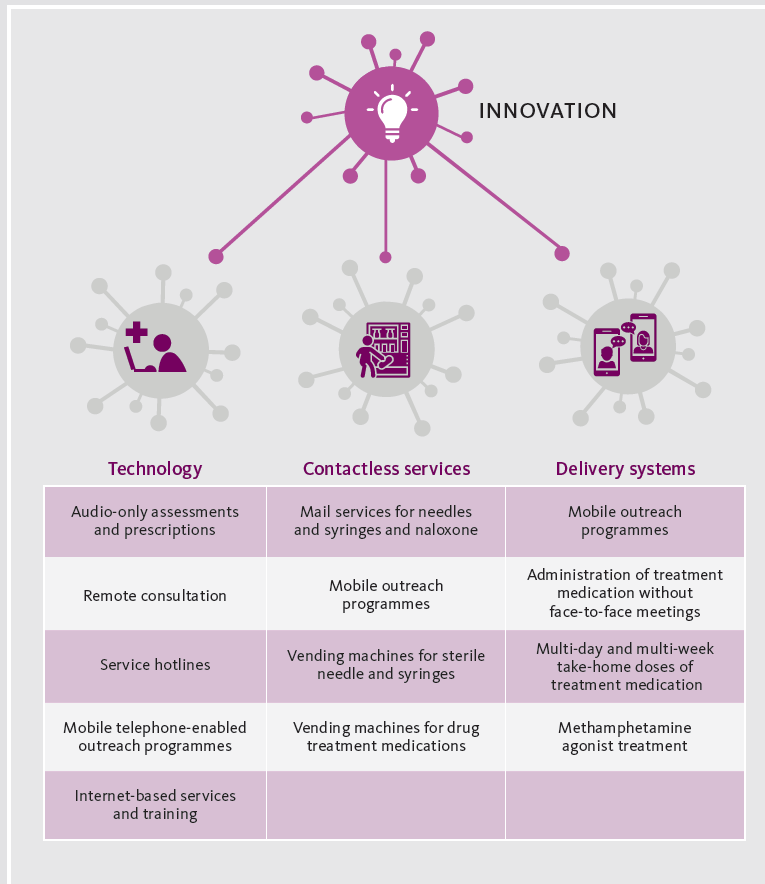 INNOVATION
Technology
Contactless services
Delivery systems
Audio-only assessments
and prescriptions
Mail services for needles
and syringes and naloxone
Mobile outreach
programmes
Remote consultation
Mobile outreach
programmes
Administration of treatment
medication without
face-to-face meetings
Service hotlines
Vending machines for sterile
needle and syringes
Multi-day and multi-week
take-home doses of
treatment medication
Mobile telephone-enabled
outreach programmes
Vending machines for drug
treatment medications
Methamphetamine
agonist treatment
Internet-based services
and training